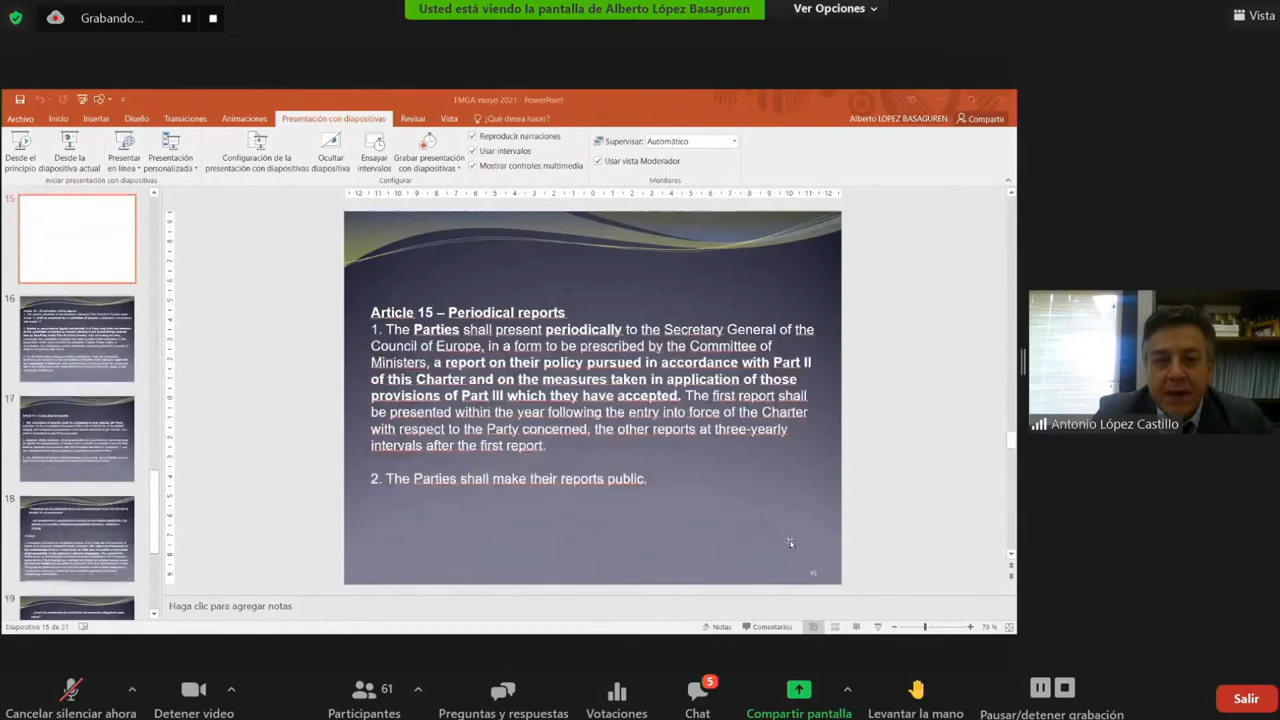 Grabando...
Usted está viendo la pantalla de Alberto López Basaguren
Ver Opciones
Vista
FMGA-mayo 2021 - PowerPoint
Archivo
Inicio
Insertar
Diseño
Transiciones
Animaciones
Presentación con diapositivas
Revisar
Vista
¿Qué desea hacer?
Alberto LÓPEZ BASAGUREN
Compartir
Desde el principio
Desde la diapositiva actual
Presentar en línea
Presentación personalizada
Iniciar presentación con diapositivas
Configuración de la presentación con diapositivas
Ocultar diapositiva
Ensayar intervalos
Grabar presentación con diapositivas
Reproducir narraciones
Usar intervalos
Mostrar controles multimedia
Configurar
Supervisar: Automático
Usar vista Moderador
Monitores
15
16
17
18
19
Article 15 – Periodical reports
1. The Parties shall present periodically to the Secretary General of the
Council of Europe, in a form to be prescribed by the Committee of
Ministers, a report on their policy pursued in accordance with Part II
of this Charter and on the measures taken in application of those
provisions of Part III which they have accepted. The first report shall
be presented within the year following the entry into force of the Charter
with respect to the Party concerned, the other reports at three-yearly
intervals after the first report.
2. The Parties shall make their reports public.
Haga clic para agregar notas
Diapositiva 15 de 21
Notas
Comentarios
79 %
Antonio López Castillo
Cancelar silenciar ahora
Detener video
61
Participantes
Preguntas y respuestas
Votaciones
5
Chat
Compartir pantalla
Levantar la mano
Pausar/detener grabación
Salir